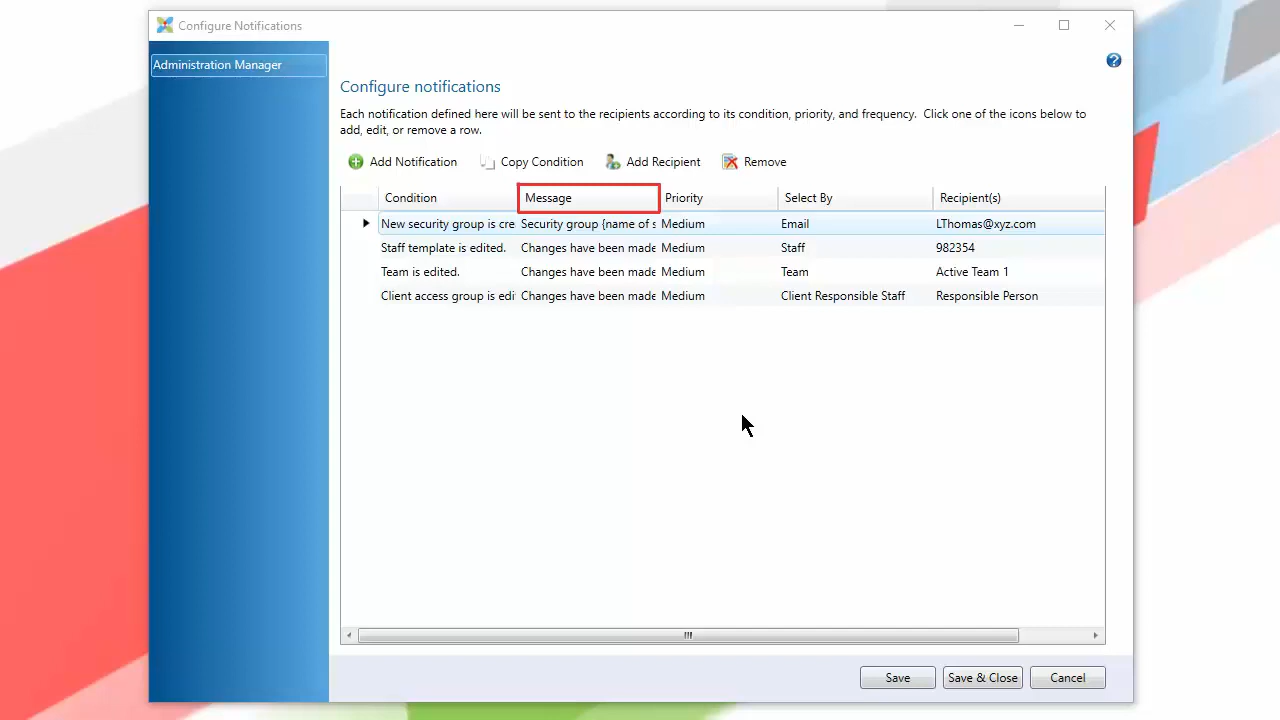 Configure Notifications
Administration Manager
Configure notifications
Each notification defined here will be sent to the recipients according to its condition, priority, and frequency. Click one of the icons below to
add, edit, or remove a row.
Add Notification Copy Condition Add Recipient Remove
Condition Message Priority Select By Recipient(s)
New security group is cre Security group {name of s Medium Email LThomas@xyz.com
Staff template is edited. Changes have been made Medium Staff 982354
Team is edited. Changes have been made Medium Team Active Team 1
Client access group is edi Changes have been made Medium Client Responsible Staff Responsible Person
Save Save & Close Cancel